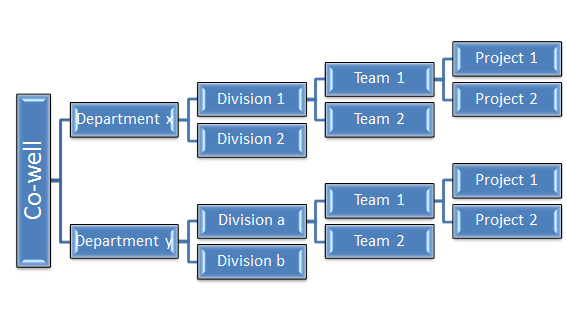 Co-well
Department x
Division 1
Team 1
Project 1
Project 2
Team 2
Division 2
Department y
Division a
Team 1
Project 1
Project 2
Team 2
Division b